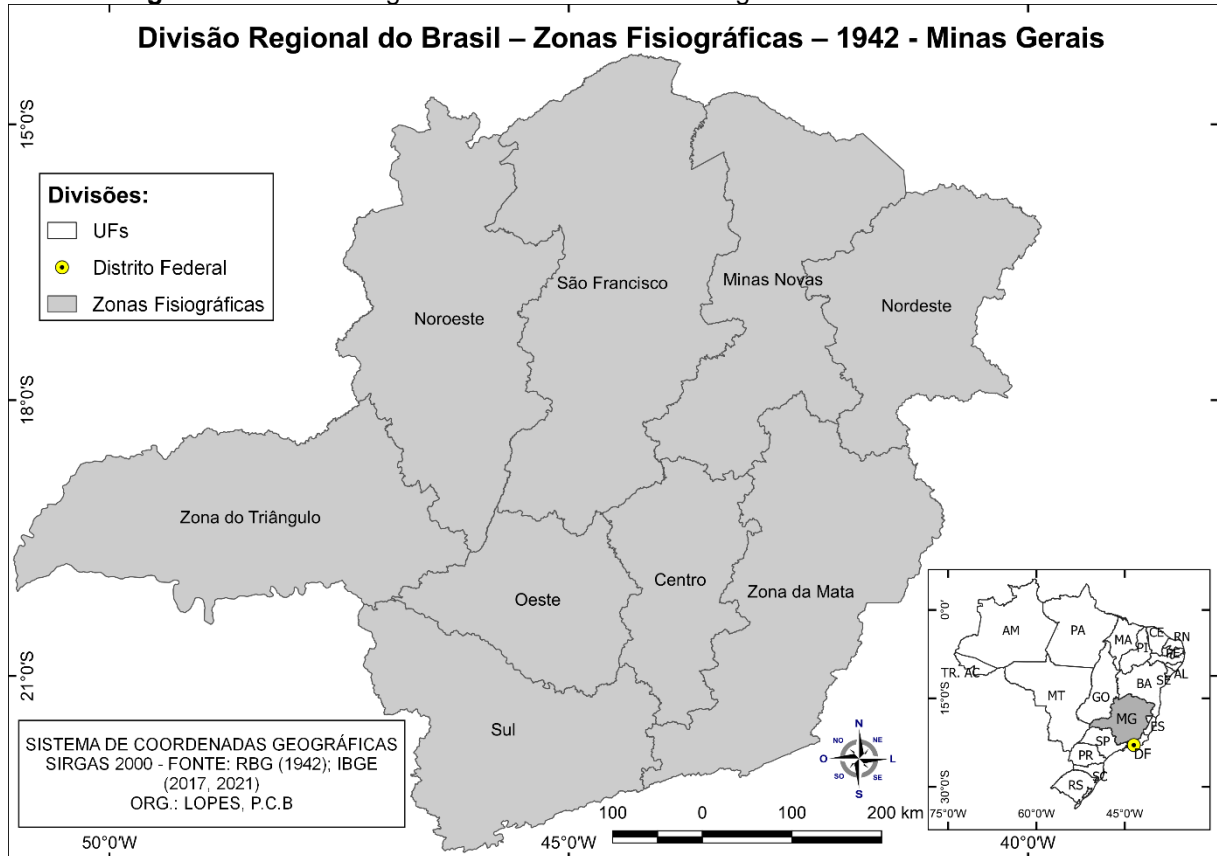 Divisão Regional do Brasil – Zonas Fisiográficas – 1942 - Minas Gerais
15°0'S
18°0'S
21°0'S
Divisões:
UFs
Distrito Federal
Zonas Fisiográficas
Noroeste
São Francisco
Minas Novas
Nordeste
Zona do Triângulo
Oeste
Centro
Zona da Mata
Sul
SISTEMA DE COORDENADAS GEOGRÁFICAS
SIRGAS 2000 - FONTE: RBG (1942); IBGE
(2017, 2021)
ORG.: LOPES, P.C.B
N
NO
NE
O
L
SO
SE
S
100 0 100 200 km
50°0'W
45°0'W
40°0'W
0°0'
15°0'S
30°0'S
75°0'W
60°0'W
45°0'W
AM
PA
MA
CE
RN
PI
PE
AL
SE
TR. AC
BA
MT
GO
MG
ES
SP
DF
PR
SC
RS